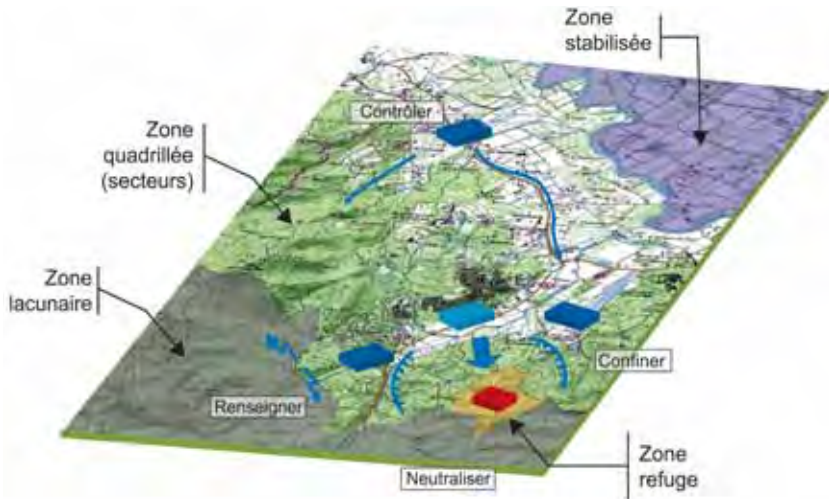 Zone
stabilisée
Contrôler
Zone
quadrillée
(secteurs)
Zone
lacunaire
Confiner
Renseigner
Zone
refuge
Neutraliser